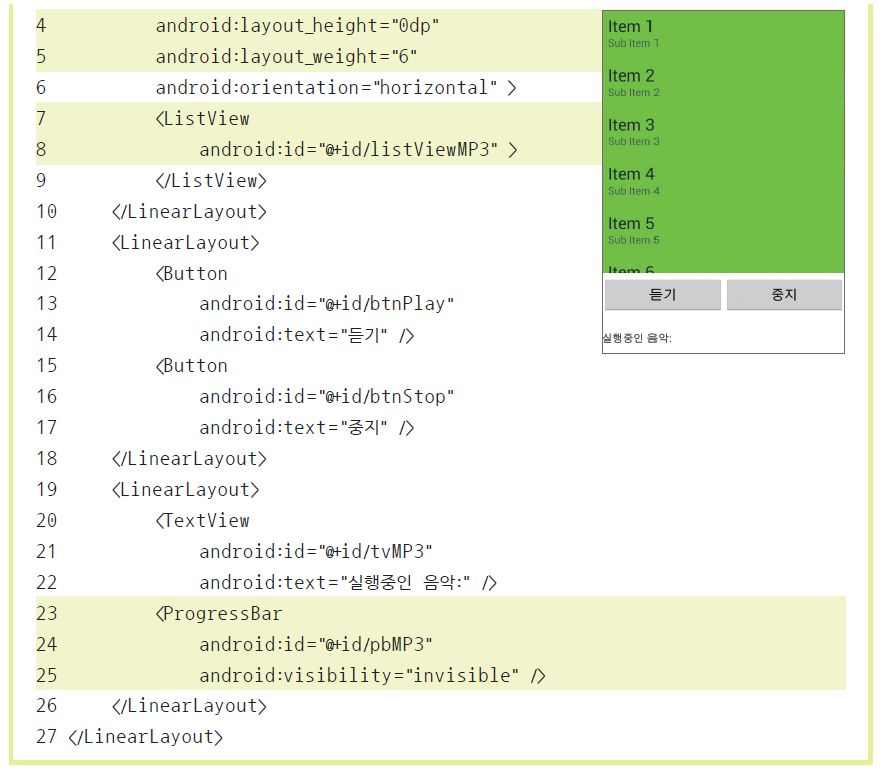 4 android:layout_height="0dp"
5 android:layout_weight="6"
6 android:orientation="horizontal" >
7 <ListView
8 android:id="@+id/listViewMP3" >
9 </ListView>
10 </LinearLayout>
11 <LinearLayout>
12 <Button
13 android:id="@+id/btnPlay"
14 android:text="듣기" />
15 <Button
16 android:id="@+id/btnStop"
17 android:text="중지" />
18 </LinearLayout>
19 <LinearLayout>
20 <TextView
21 android:id="@+id/tvMP3"
22 android:text="실행중인 음악:" />
23 <ProgressBar
24 android:id="@+id/pbMP3"
25 android:visibility="invisible" />
26 </LinearLayout>
27 </LinearLayout>
Item 1
Sub Item 1
Item 2
Sub Item 2
Item 3
Sub Item 3
Item 4
Sub Item 4
Item 5
Sub Item 5
Item 6
듣기 중지
실행중인 음악: